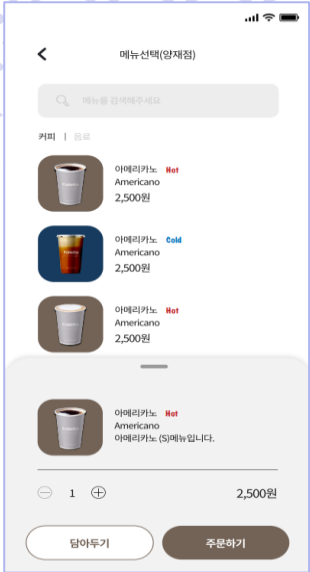 메뉴선택(양재점)
메뉴를 검색해주세요
커피 | 음료
아메리카노 Hot
Americano
2,500원
아메리카노 Cold
Americano
2,500원
아메리카노 Hot
Americano
2,500원
아메리카노 Hot
Americano
아메리카노 (S)메뉴입니다.
1
2,500원
담아두기
주문하기